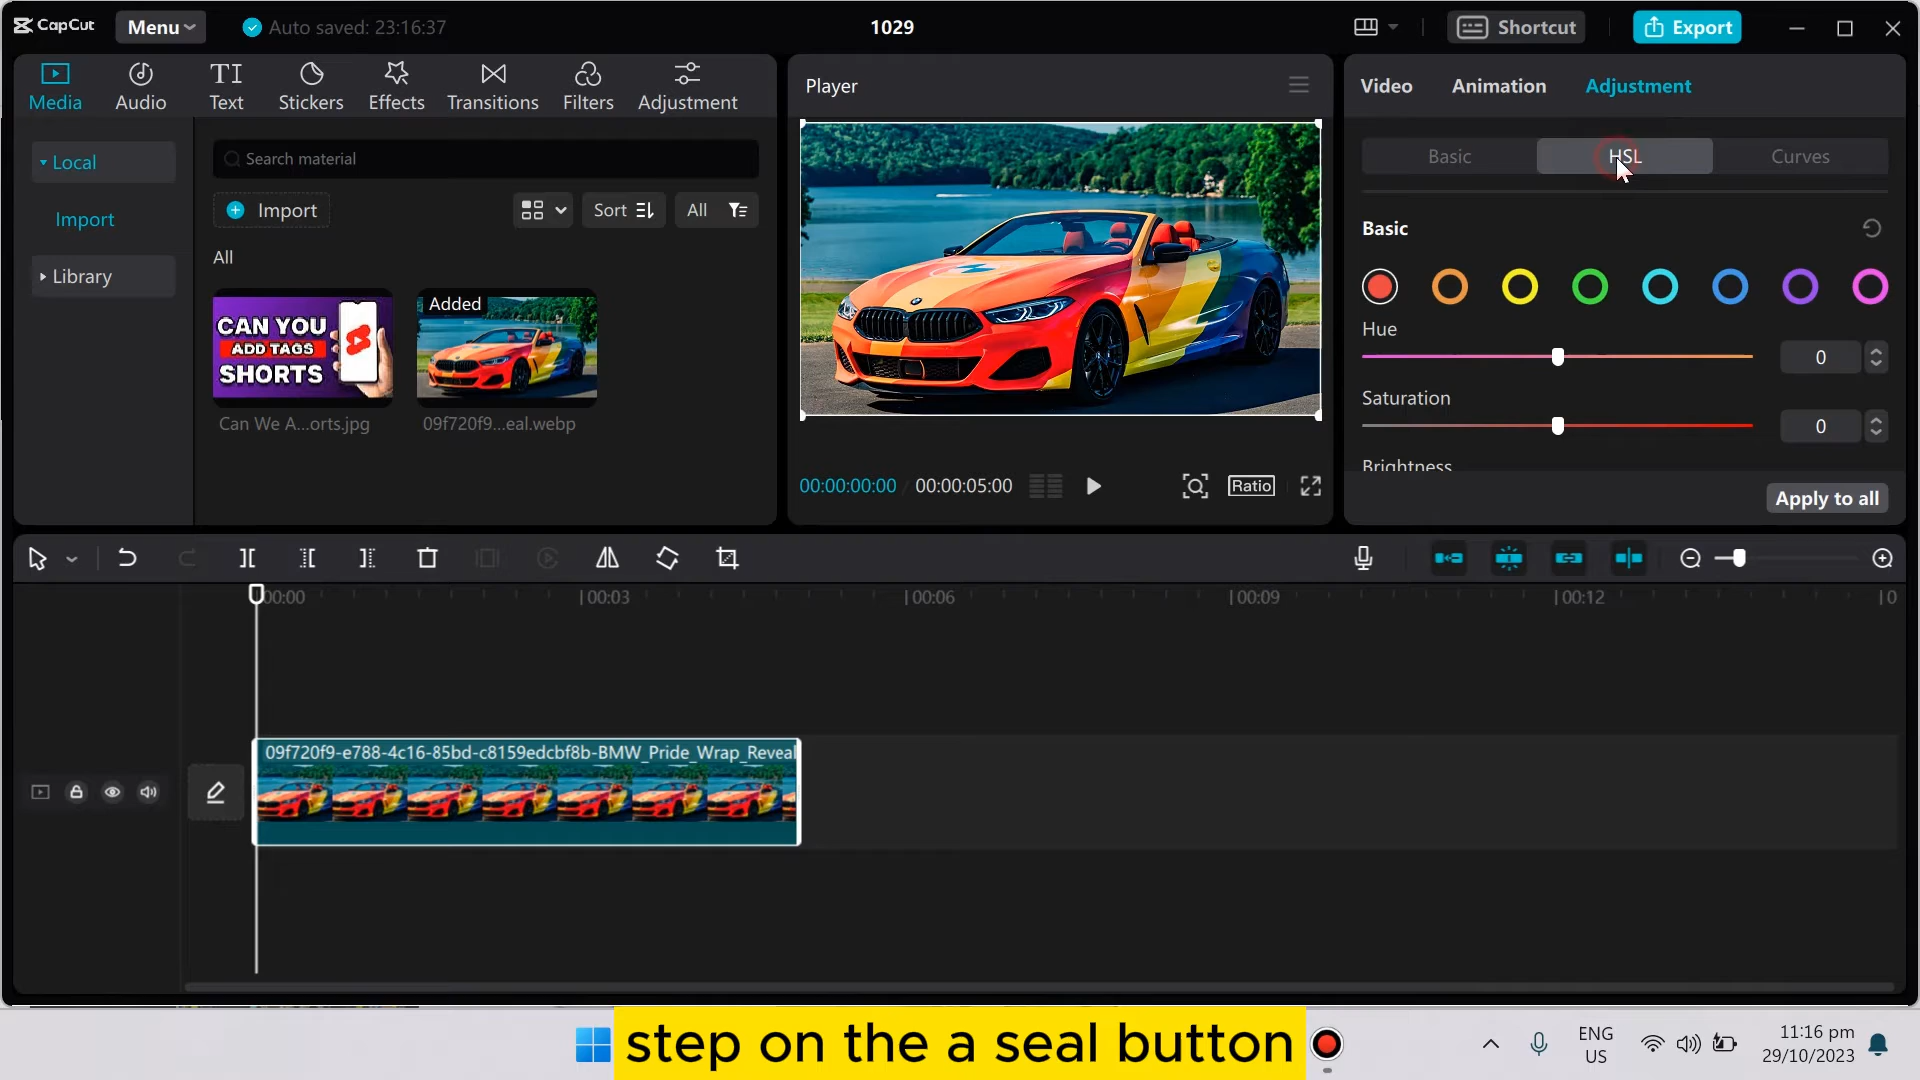 CapCut
Menu
Auto saved: 23:16:37
1029
Shortcut
Export
Media
Audio
Text
Stickers
Effects
Transitions
Filters
Adjustment
Local
Import
Library
Search material
Import
Sort
All
All
CAN YOU
ADD TAGS
SHORTS
Can We A...orts.jpg
Added
09f720f9...eal.webp
Player
00:00:00:00
00:00:05:00
Ratio
Video
Animation
Adjustment
Basic
HSL
Curves
Basic
Hue
0
Saturation
0
Brightness
Apply to all
00:00
00:03
00:06
00:09
00:12
0
09f720f9-e788-4c16-85bd-c8159edcbf8b-BMW_Pride_Wrap_Reveal
step on the a seal button
ENG
US
11:16 pm
29/10/2023